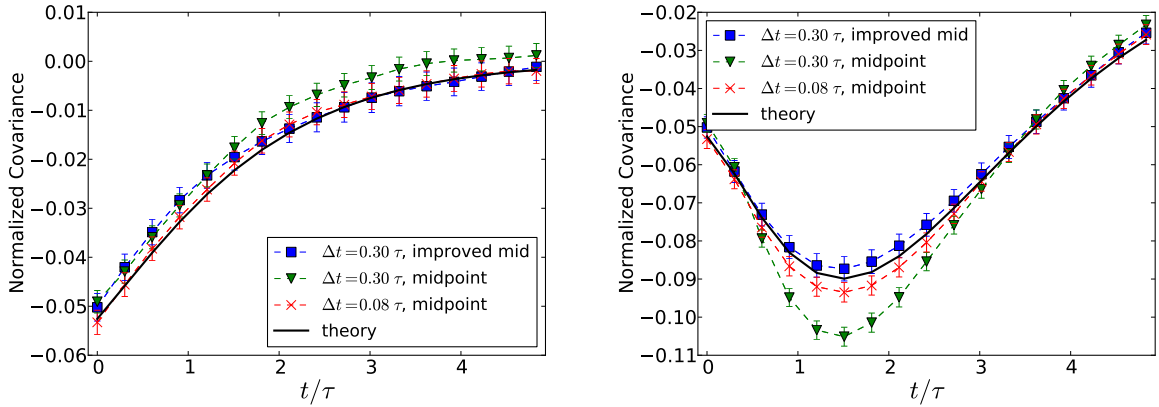 0.01
0.00
−0.01
−0.02
−0.03
−0.04
−0.05
−0.06
Normalized Covariance
0 1 2 3 4
t/τ
Δt=0.30 τ, improved mid
Δt=0.30 τ, midpoint
Δt=0.08 τ, midpoint
theory
−0.02
−0.03
−0.04
−0.05
−0.06
−0.07
−0.08
−0.09
−0.10
−0.11
Normalized Covariance
0 1 2 3 4
t/τ
Δt=0.30 τ, improved mid
Δt=0.30 τ, midpoint
Δt=0.08 τ, midpoint
theory